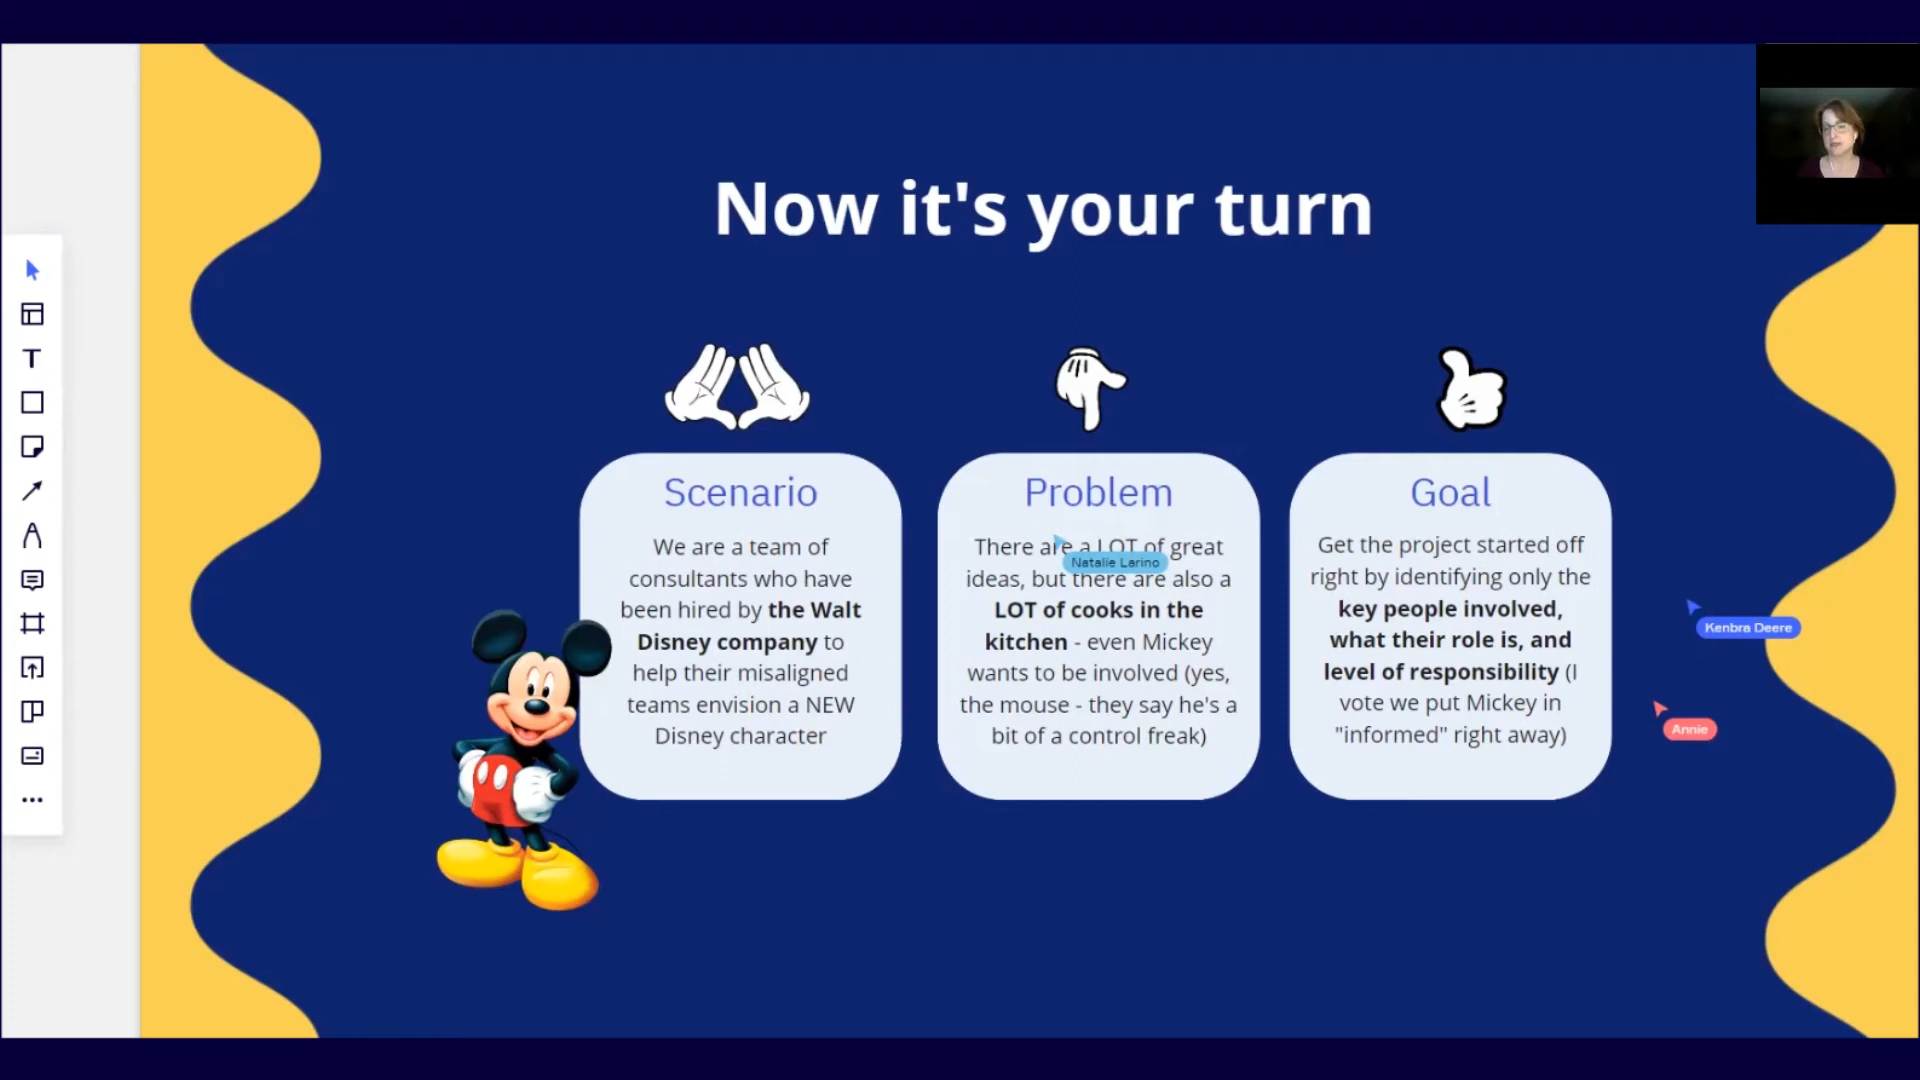 Now it's your turn
Scenario
We are a team of
consultants who have
been hired by the Walt
Disney company to
help their misaligned
teams envision a NEW
Disney character
Problem
There are a LOT of great
Natalie Larino
ideas, but there are also a
LOT of cooks in the
kitchen - even Mickey
wants to be involved (yes,
the mouse - they say he's a
bit of a control freak)
Goal
Get the project started off
right by identifying only the
key people involved,
what their role is, and
level of responsibility (I
vote we put Mickey in
"informed" right away)
Kenbra Deere
Annie